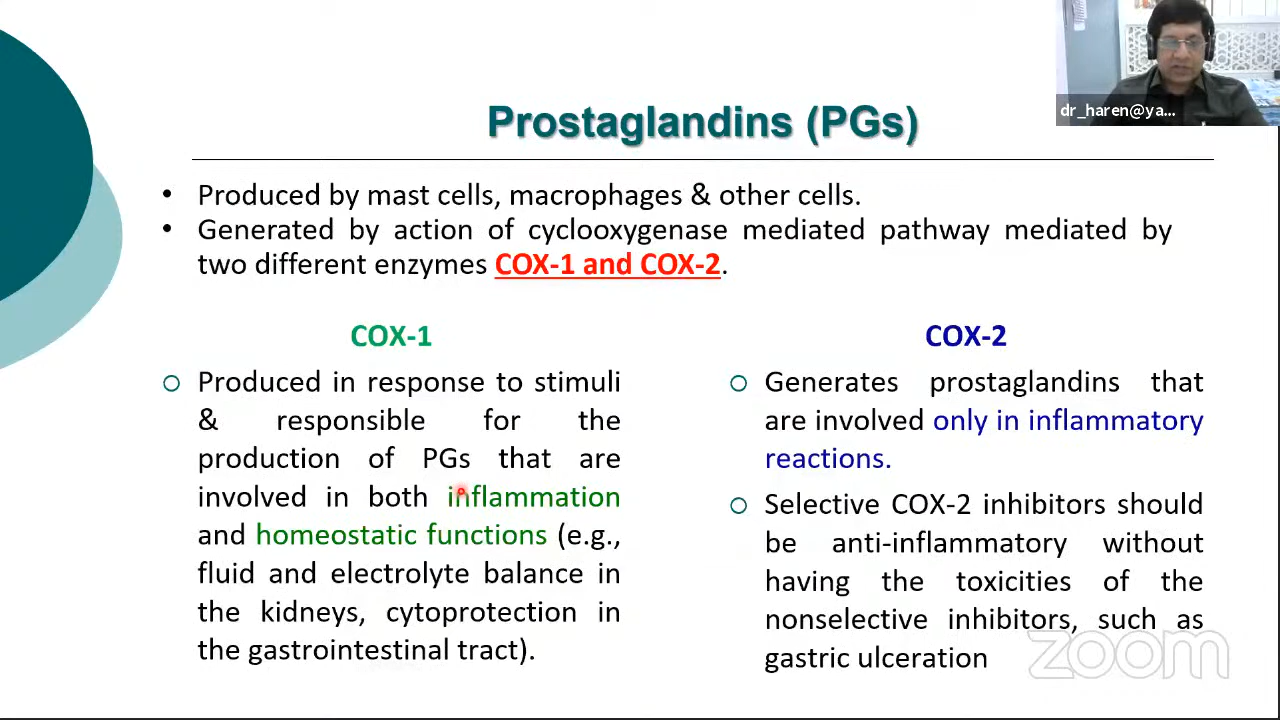 dr_haren@ya...
Prostaglandins (PGs)
• Produced by mast cells, macrophages & other cells.
• Generated by action of cyclooxygenase mediated pathway mediated by
two different enzymes COX-1 and COX-2.
COX-1
Produced in response to stimuli
& responsible for the
production of PGs that are
involved in both inflammation
and homeostatic functions (e.g.,
fluid and electrolyte balance in
the kidneys, cytoprotection in
the gastrointestinal tract).
COX-2
Generates prostaglandins that
are involved only in inflammatory
reactions.
Selective COX-2 inhibitors should
be anti-inflammatory without
having the toxicities of the
nonselective inhibitors, such as
gastric ulceration
zoom